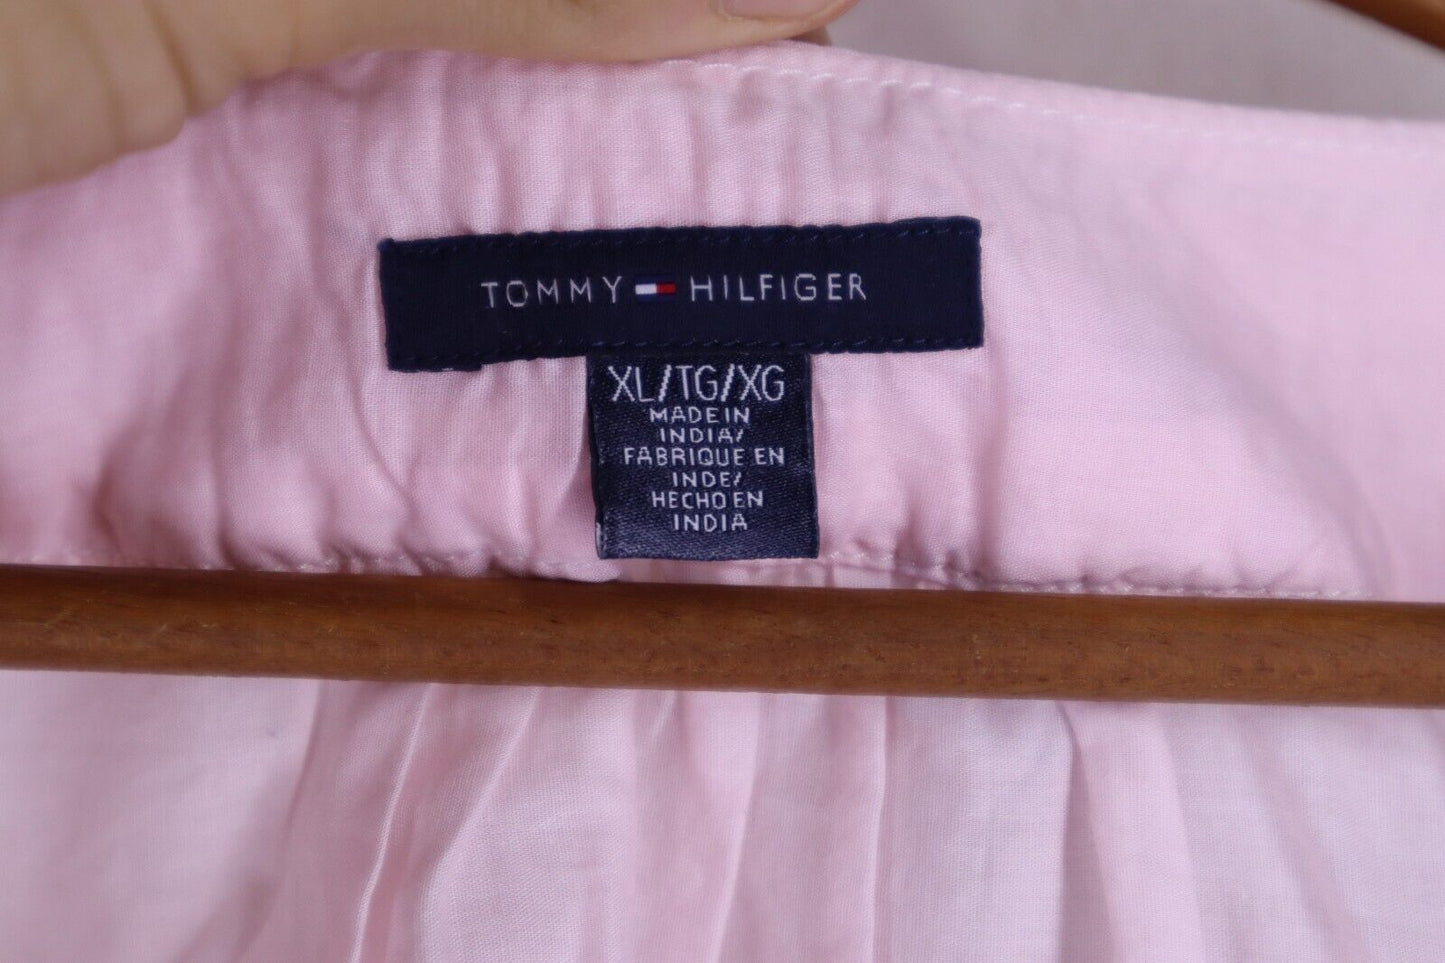 TOMMY HILFIGER
XL/TG/XG
MADE IN
INDIA/
FABRIQUE EN
INDE/
HECHO EN
INDIA